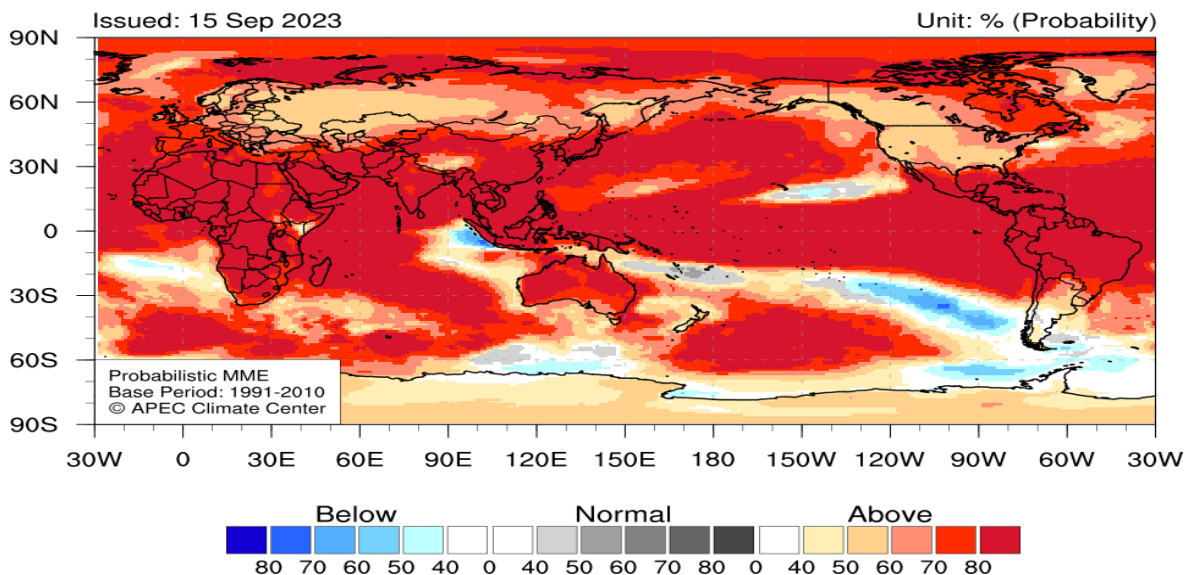 Issued: 15 Sep 2023 Unit: % (Probability)
90N
60N
30N
0
30S
60S
90S
Probabilistic MME
Base Period: 1991-2010
© APEC Climate Center
30W 0 30E 60E 90E 120E 150E 180 150W 120W 90W 60W 30W
Below Normal Above
80 70 60 50 40 0 40 50 60 70 80 0 40 50 60 70 80